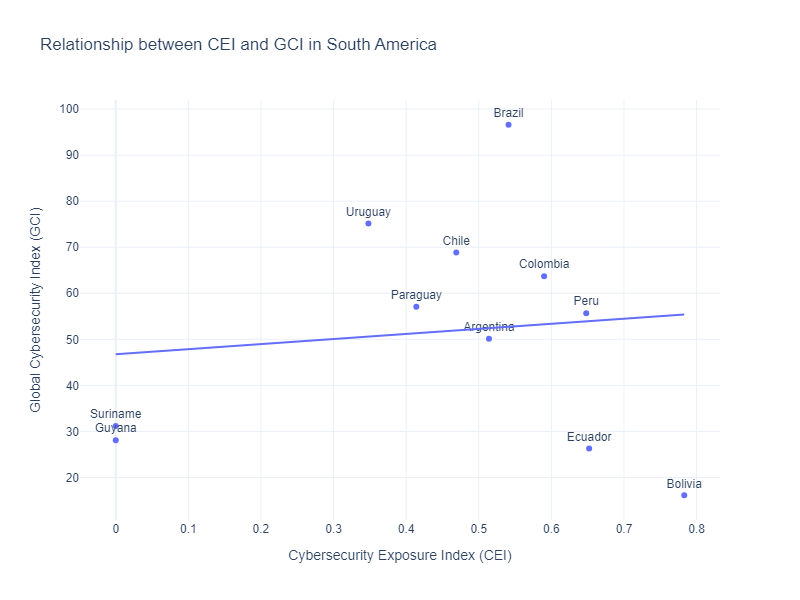 Relationship between CEI and GCI in South America
Global Cybersecurity Index (GCI)
100
90
80
70
60
50
40
30
20
Brazil
Uruguay
Chile
Colombia
Paraguay
Peru
Argentina
Suriname
Guyana
Ecuador
Bolivia
0 0.1 0.2 0.3 0.4 0.5 0.6 0.7 0.8
Cybersecurity Exposure Index (CEI)